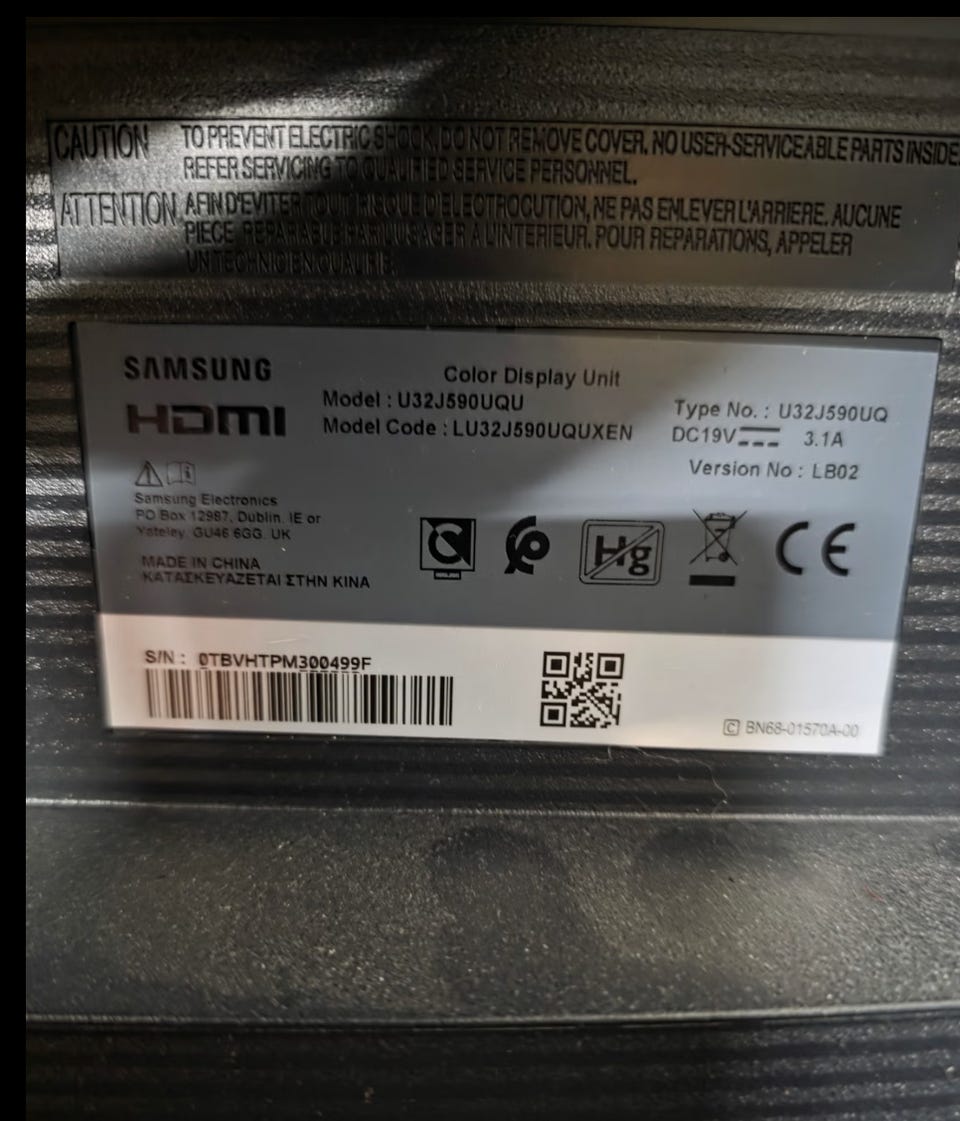 CAUTION TO PREVENT ELECTRIC SHOCK, DO NOT REMOVE COVER. NO USER-SERVICEABLE PARTS INSIDE.
REFER SERVICING TO QUALIFIED SERVICE PERSONNEL.
ATTENTION AFIN D'EVITER TOUT RISQUE D'ELECTROCUTION, NE PAS ENLEVER L'ARRIERE. AUCUNE
PIECE REPARABLE PAR L'USAGER A L'INTERIEUR. POUR REPARATIONS, APPELER
UN TECHNICIEN QUALIFIE.
SAMSUNG
HDMI
Color Display Unit
Model : U32J590UQU
Model Code : LU32J590UQUXEN
Type No. : U32J590UQ
DC19V 3.1A
Version No : LB02
Samsung Electronics
PO Box 12987, Dublin. IE or
Yateley, GU46 6GG. UK
MADE IN CHINA
ΚΑΤΑΣΚΕΥΑΖΕΤΑΙ ΣΤΗΝ ΚΙΝΑ
Hg
CE
S/N : 0TBVHTPM300499F
C BN68-01570A-00